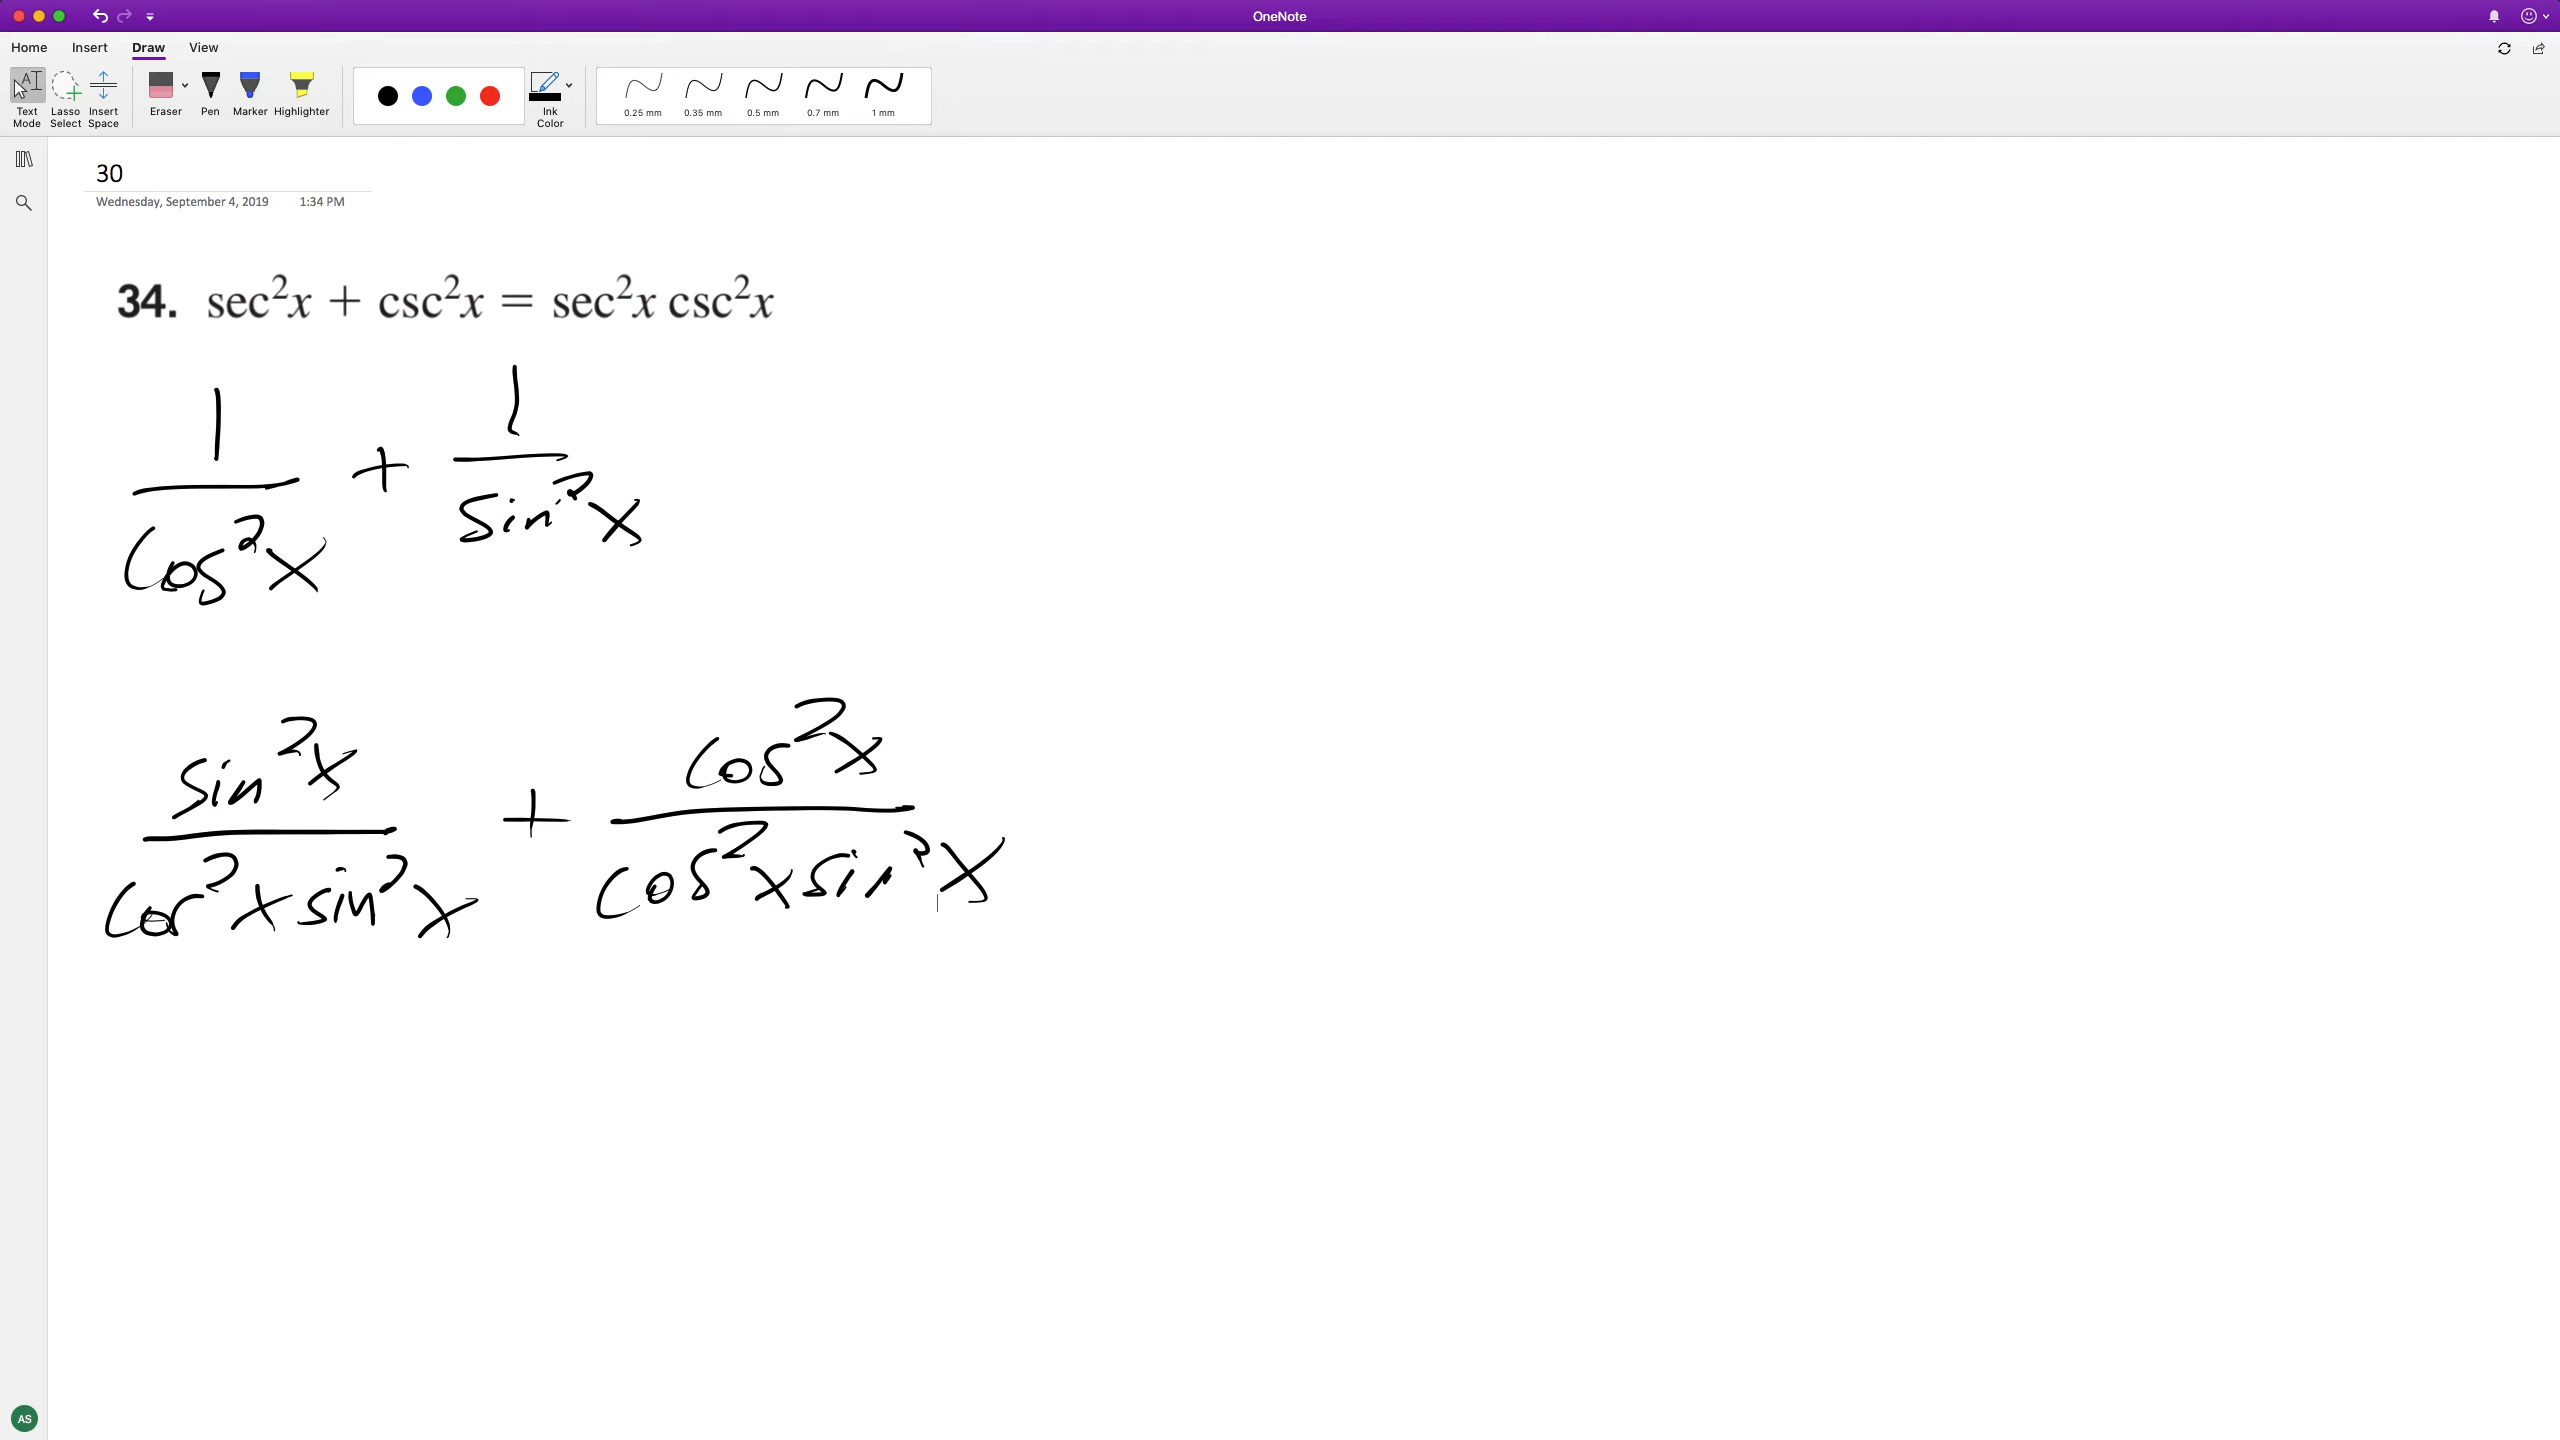 OneNote
Home Insert Draw View
Text Mode Lasso Select Insert Space Eraser Pen Marker Highlighter Ink Color 0.25 mm 0.35 mm 0.5 mm 0.7 mm 1 mm
30
Wednesday, September 4, 2019 1:34 PM
34. sec²x + csc²x = sec²x csc²x
1/cos²x + 1/sin²x
sin²x/cos²x sin²x + cos²x/cos²x sin²x
AS